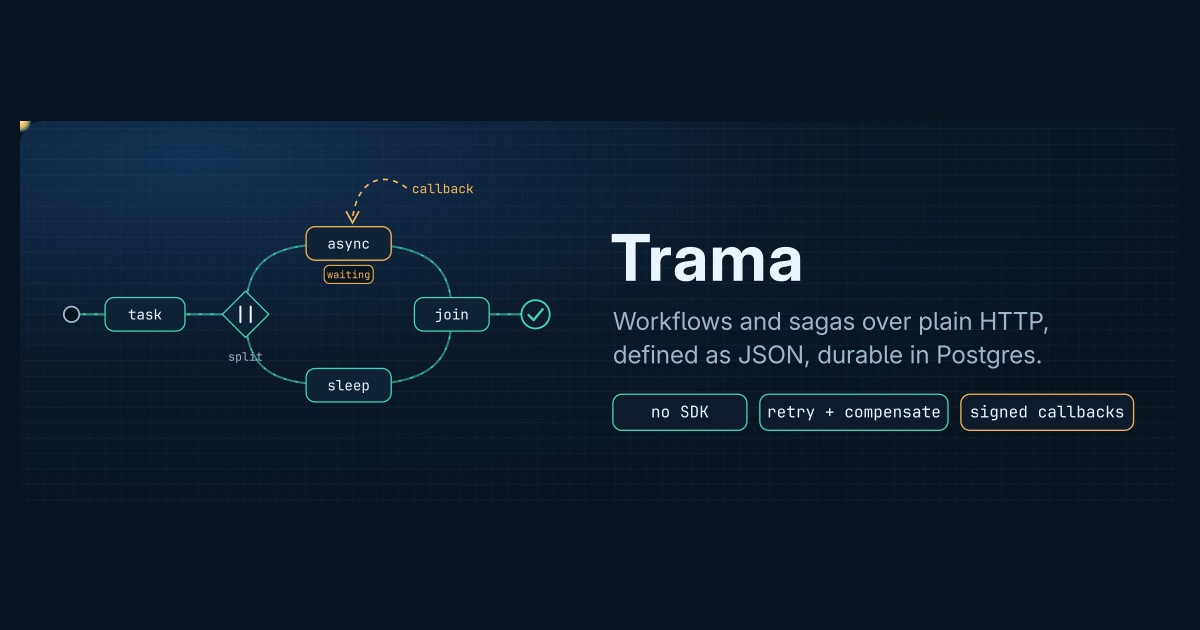 callback
async
waiting
task
join
split
sleep
Trama
Workflows and sagas over plain HTTP,
defined as JSON, durable in Postgres.
no SDK
retry + compensate
signed callbacks